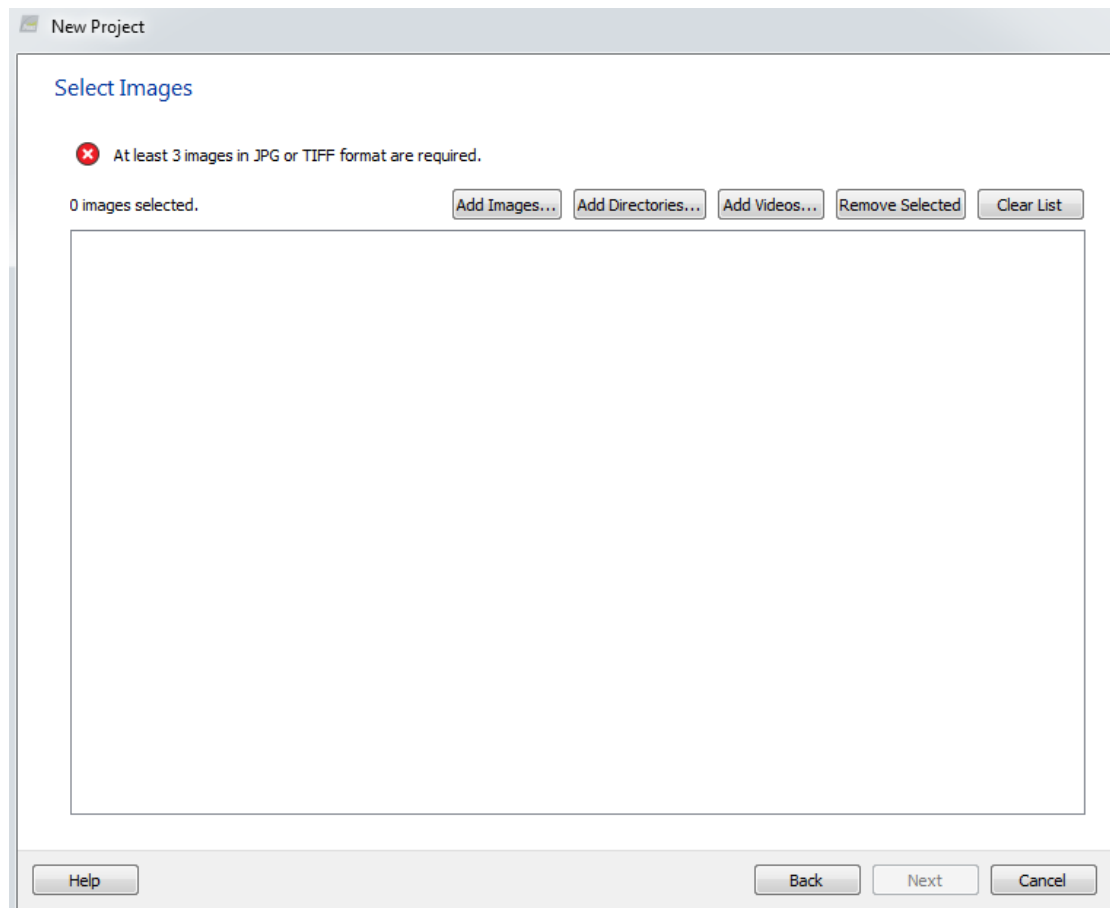 New Project
Select Images
At least 3 images in JPG or TIFF format are required.
0 images selected. Add Images... Add Directories... Add Videos... Remove Selected Clear List
Help Back Next Cancel